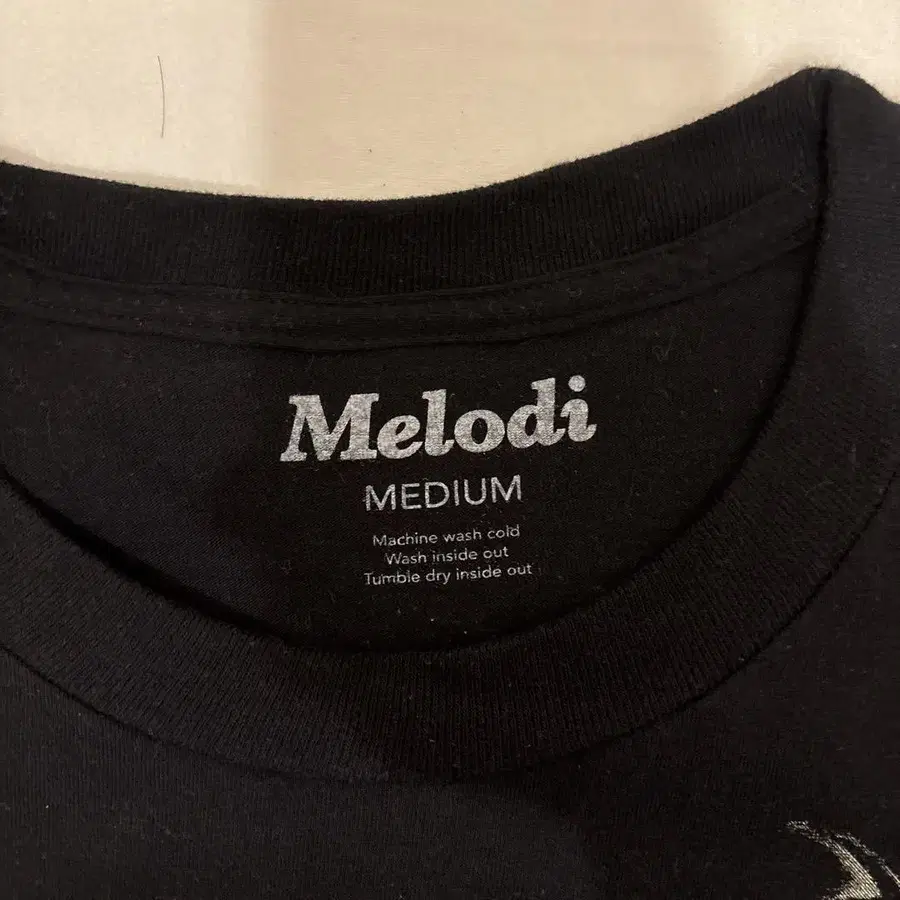 Melodi
MEDIUM
Machine wash cold
Wash inside out
Tumble dry inside out